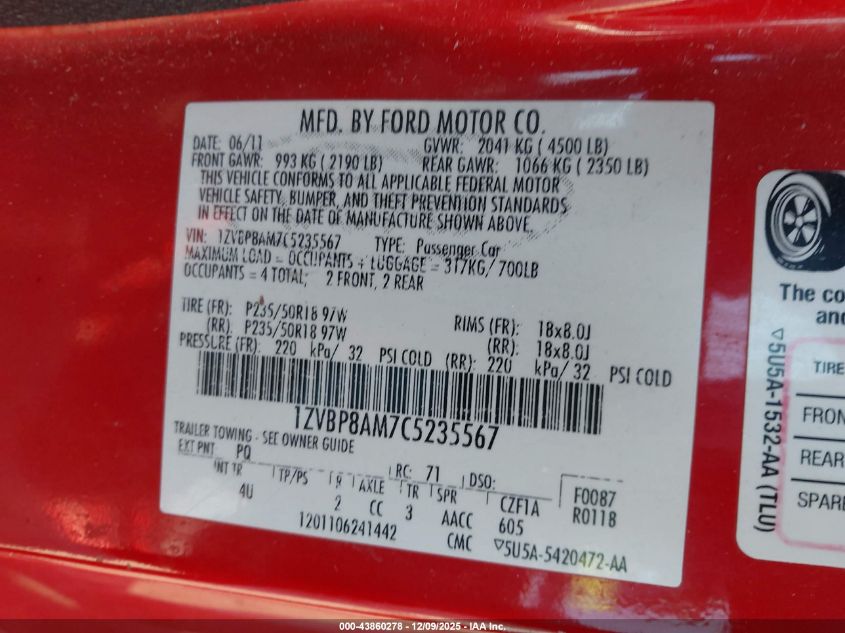 MFD. BY FORD MOTOR CO.
DATE: 06/11 GVWR: 2041 KG ( 4500 LB)
FRONT GAWR: 993 KG ( 2190 LB) REAR GAWR: 1066 KG ( 2350 LB)
THIS VEHICLE CONFORMS TO ALL APPLICABLE FEDERAL MOTOR
VEHICLE SAFETY, BUMPER, AND THEFT PREVENTION STANDARDS
IN EFFECT ON THE DATE OF MANUFACTURE SHOWN ABOVE.
VIN: 1ZVBP8AM7C5235567 TYPE: Passenger Car
MAXIMUM LOAD = OCCUPANTS + LUGGAGE = 317KG/700LB
OCCUPANTS = 4 TOTAL, 2 FRONT, 2 REAR
TIRE (FR): P235/50R18 97W RIMS (FR): 18x8.0J
(RR): P235/50R18 97W (RR): 18x8.0J
PRESSURE (FR): 220 kPa/ 32 PSI COLD (RR): 220 kPa/ 32 PSI COLD
1ZVBP8AM7C5235567
TRAILER TOWING - SEE OWNER GUIDE
EXT PNT PQ RC: 71 DSO:
INT TR TP/PS R AXLE TR SPR CZF1A F0087
4U 2 CC 3 AACC 605 R0118
1201106241442 CMC ▽5U5A-5420472-AA
The co
and
TIRE
FRON
REAR
SPARE
▽5U5A-1532-AA (TLU)
000-43860278 — 12/09/2025 — IAA Inc.